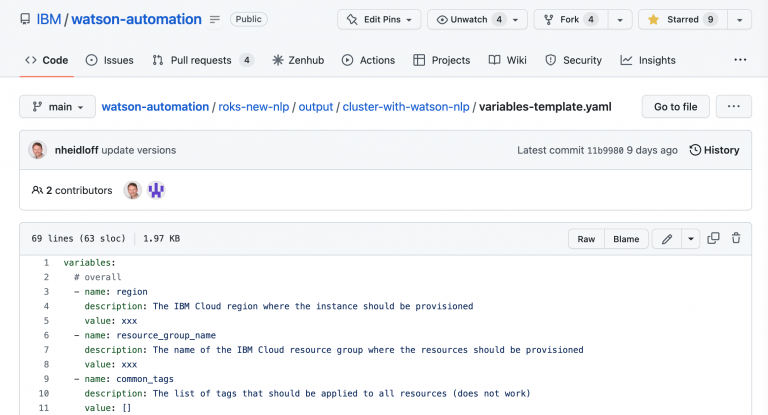 IBM / watson-automation Public Edit Pins Unwatch 4 Fork 4 Starred 9
Code Issues Pull requests 4 Zenhub Actions Projects Wiki Security Insights ...
main watson-automation / roks-new-nlp / output / cluster-with-watson-nlp / variables-template.yaml Go to file ...
nheidloff update versions Latest commit 11b9980 9 days ago History
2 contributors
69 lines (63 sloc) 1.97 KB Raw Blame
1 variables:
2 # overall
3 - name: region
4 description: The IBM Cloud region where the instance should be provisioned
5 value: xxx
6 - name: resource_group_name
7 description: The name of the IBM Cloud resource group where the resources should be provisioned
8 value: xxx
9 - name: common_tags
10 description: The list of tags that should be applied to all resources (does not work)
11 value: []